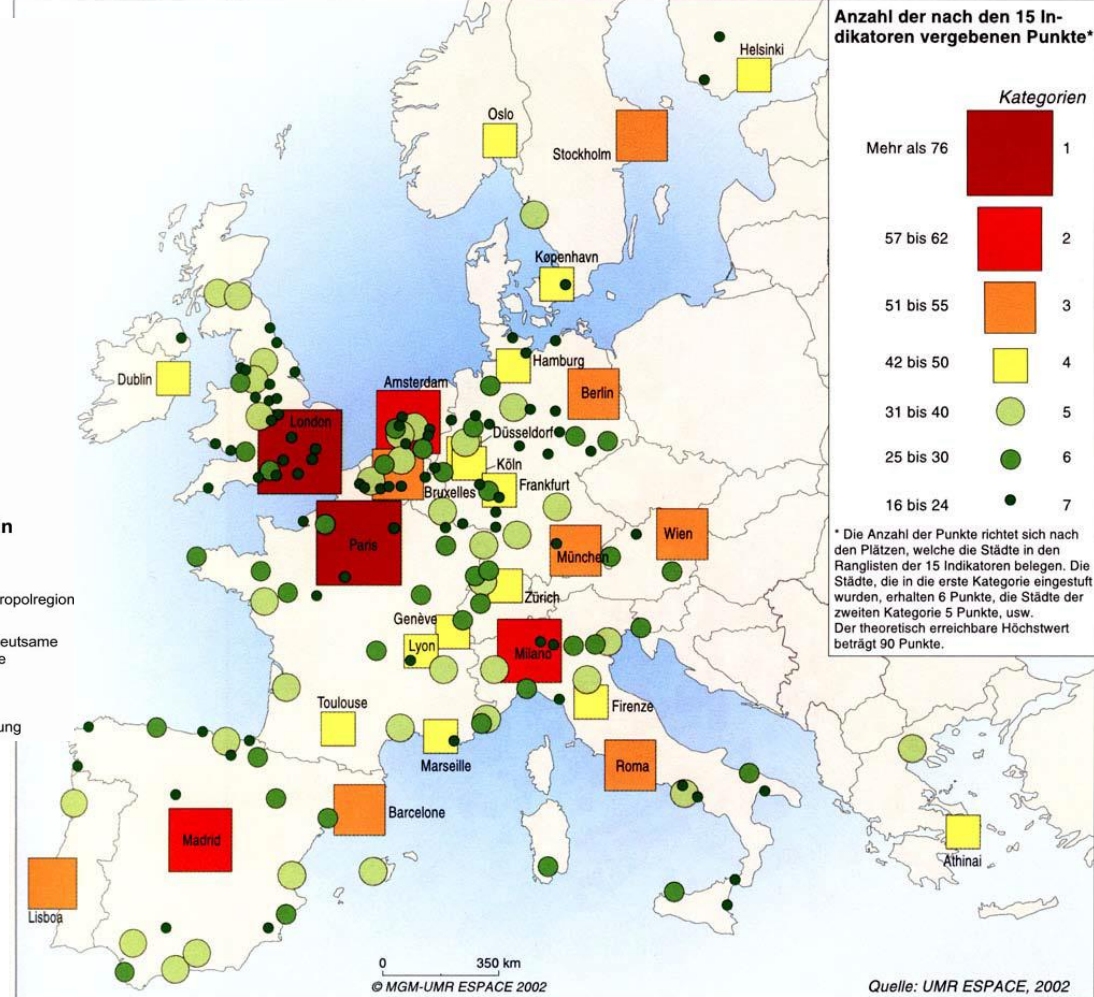 Anzahl der nach den 15 In-
dikatoren vergebenen Punkte*
Kategorien
Mehr als 76 1
57 bis 62 2
51 bis 55 3
42 bis 50 4
31 bis 40 5
25 bis 30 6
16 bis 24 7
* Die Anzahl der Punkte richtet sich nach
den Plätzen, welche die Städte in den
Ranglisten der 15 Indikatoren belegen. Die
Städte, die in die erste Kategorie eingestuft
wurden, erhalten 6 Punkte, die Städte der
zweiten Kategorie 5 Punkte, usw.
Der theoretisch erreichbare Höchstwert
beträgt 90 Punkte.
Helsinki
Oslo
Stockholm
København
Dublin
Hamburg
Amsterdam
Berlin
London
Düsseldorf
Köln
Bruxelles
Frankfurt
Paris
München
Wien
Zürich
Genève
Lyon
Milano
Toulouse
Firenze
Marseille
Roma
Barcelone
Madrid
Athinai
Lisboa
n
ropolregion
eutsame
e
ung
0 350 km
© MGM-UMR ESPACE 2002
Quelle: UMR ESPACE, 2002